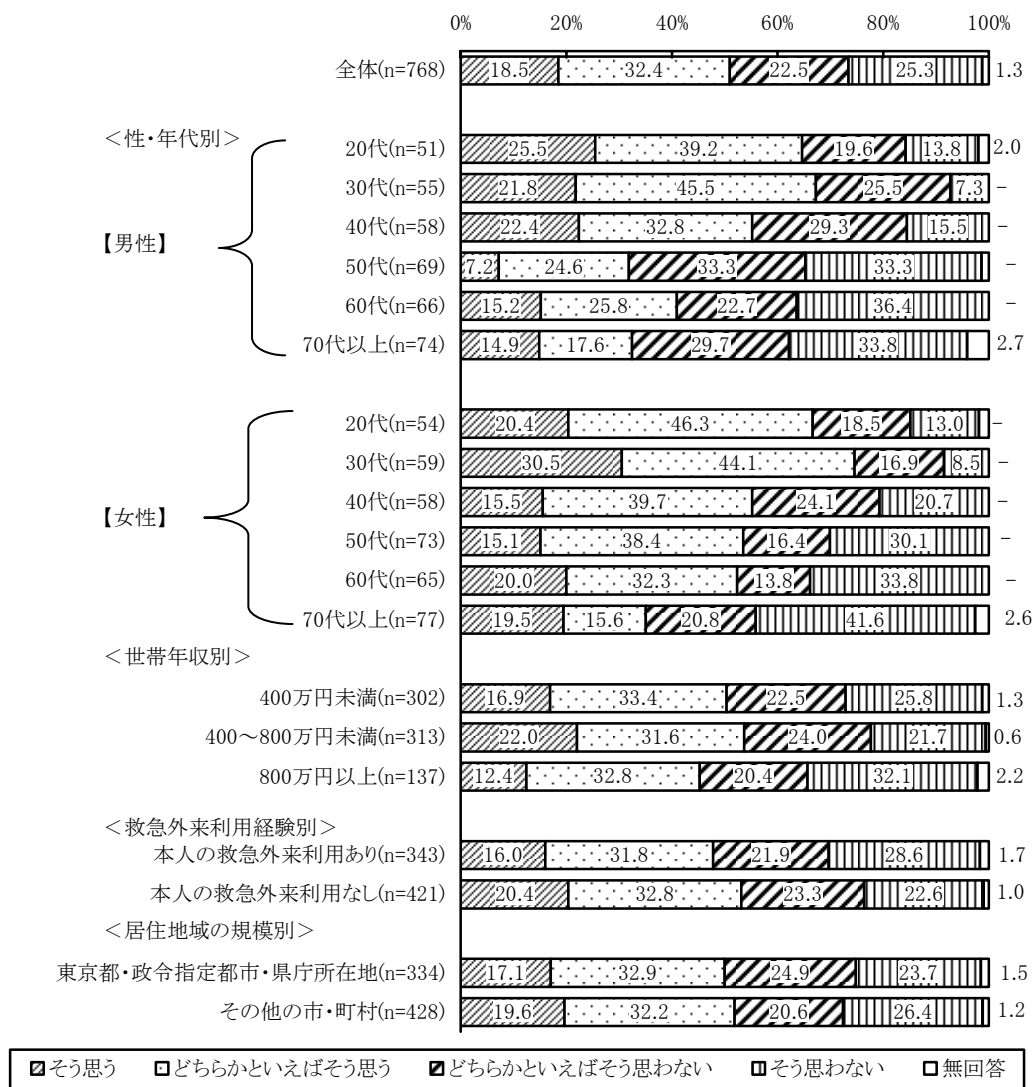 0% 20% 40% 60% 80% 100%
全体(n=768) 18.5 32.4 22.5 25.3 1.3
＜性・年代別＞
20代(n=51) 25.5 39.2 19.6 13.8 2.0
30代(n=55) 21.8 45.5 25.5 7.3 -
40代(n=58) 22.4 32.8 29.3 15.5 -
【男性】
50代(n=69) 7.2 24.6 33.3 33.3 -
60代(n=66) 15.2 25.8 22.7 36.4 -
70代以上(n=74) 14.9 17.6 29.7 33.8 2.7
20代(n=54) 20.4 46.3 18.5 13.0 -
30代(n=59) 30.5 44.1 16.9 8.5 -
40代(n=58) 15.5 39.7 24.1 20.7 -
【女性】
50代(n=73) 15.1 38.4 16.4 30.1 -
60代(n=65) 20.0 32.3 13.8 33.8 -
70代以上(n=77) 19.5 15.6 20.8 41.6 2.6
＜世帯年収別＞
400万円未満(n=302) 16.9 33.4 22.5 25.8 1.3
400～800万円未満(n=313) 22.0 31.6 24.0 21.7 0.6
800万円以上(n=137) 12.4 32.8 20.4 32.1 2.2
＜救急外来利用経験別＞
本人の救急外来利用あり(n=343) 16.0 31.8 21.9 28.6 1.7
本人の救急外来利用なし(n=421) 20.4 32.8 23.3 22.6 1.0
＜居住地域の規模別＞
東京都・政令指定都市・県庁所在地(n=334) 17.1 32.9 24.9 23.7 1.5
その他の市・町村(n=428) 19.6 32.2 20.6 26.4 1.2
そう思う どちらかといえばそう思う どちらかといえばそう思わない そう思わない 無回答